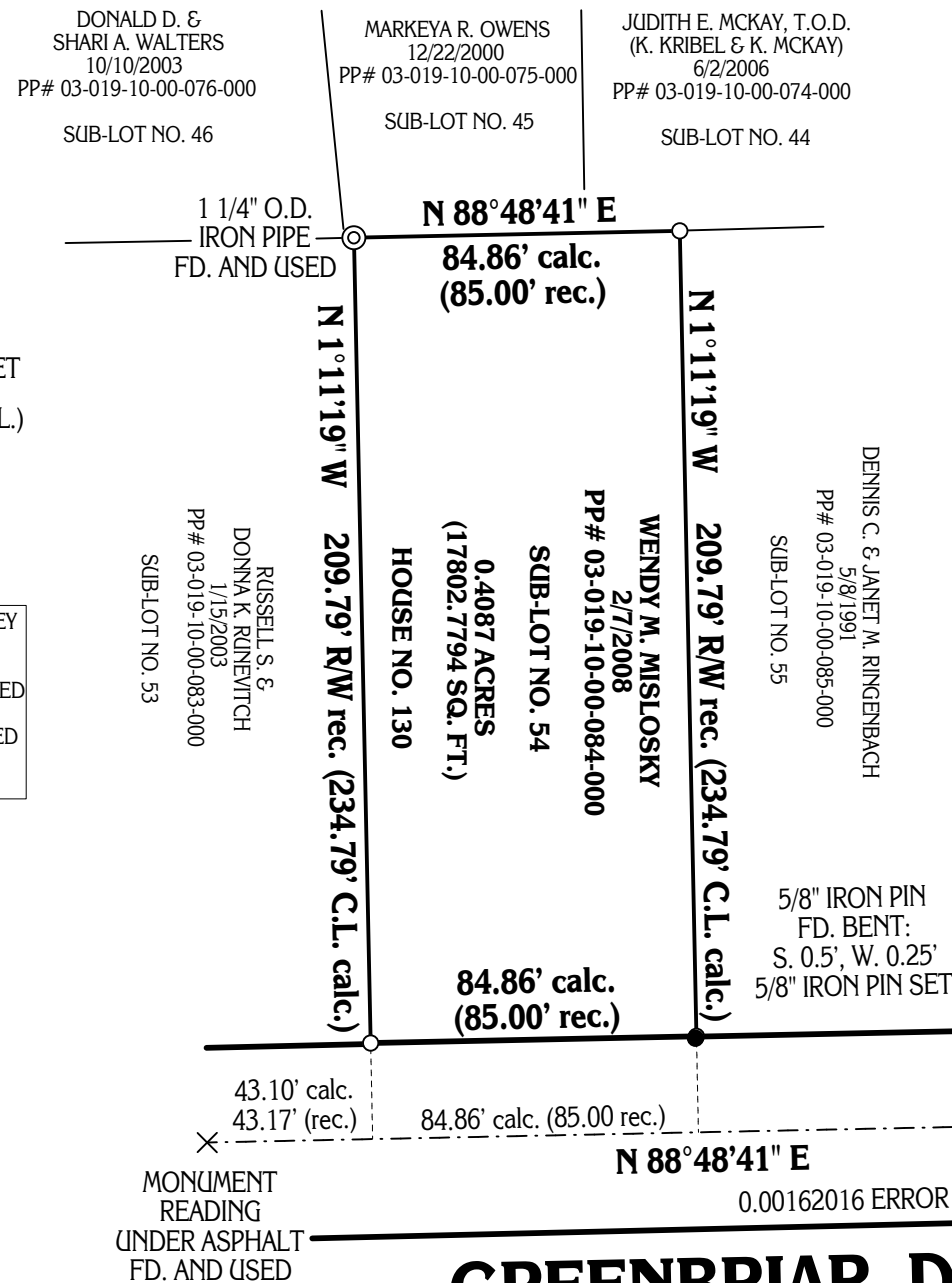 DONALD D. &
SHARI A. WALTERS
10/10/2003
PP# 03-019-10-00-076-000
SUB-LOT NO. 46
MARKEYA R. OWENS
12/22/2000
PP# 03-019-10-00-075-000
SUB-LOT NO. 45
JUDITH E. MCKAY, T.O.D.
(K. KRIBEL & K. MCKAY)
6/2/2006
PP# 03-019-10-00-074-000
SUB-LOT NO. 44
1 1/4" O.D.
IRON PIPE
FD. AND USED
N 88°48'41" E
84.86' calc.
(85.00' rec.)
ET
L.)
EY
ED
ED
RUSSELL S. &
DONNA K. RUNEVITCH
1/15/2003
PP# 03-019-10-00-083-000
SUB-LOT NO. 53
N 1°11'19" W 209.79' R/W rec. (234.79' C.L. calc.)
WENDY M. MISLOSKY
2/7/2008
PP# 03-019-10-00-084-000
SUB-LOT NO. 54
0.4087 ACRES
(17802.7794 SQ. FT.)
HOUSE NO. 130
N 1°11'19" W 209.79' R/W rec. (234.79' C.L. calc.)
DENNIS C. & JANET M. RINGENBACH
5/8/1991
PP# 03-019-10-00-085-000
SUB-LOT NO. 55
5/8" IRON PIN
FD. BENT:
S. 0.5', W. 0.25'
5/8" IRON PIN SET
84.86' calc.
(85.00' rec.)
43.10' calc.
43.17' (rec.)
84.86' calc. (85.00 rec.)
N 88°48'41" E
0.00162016 ERROR
MONUMENT
READING
UNDER ASPHALT
FD. AND USED
GREENBRIAR D